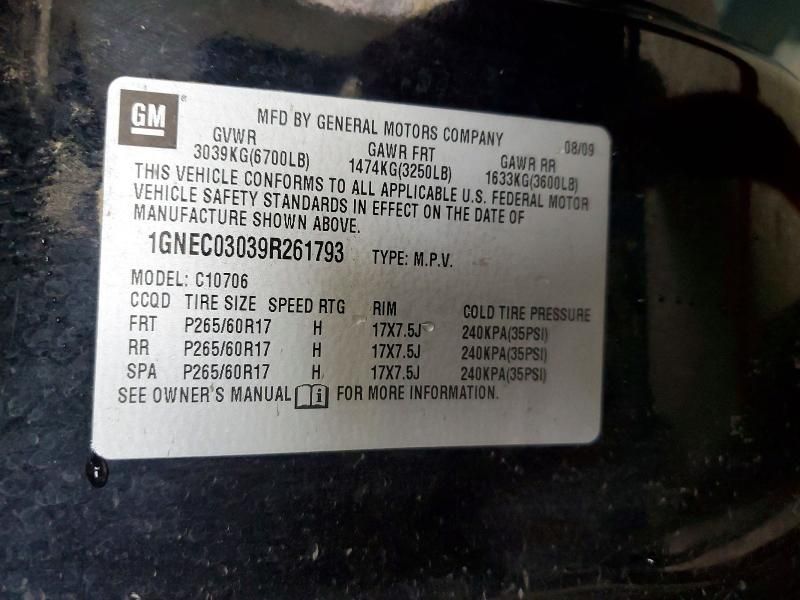 GM
MFD BY GENERAL MOTORS COMPANY 08/09
GVWR GAWR FRT GAWR RR
3039KG(6700LB) 1474KG(3250LB) 1633KG(3600LB)
THIS VEHICLE CONFORMS TO ALL APPLICABLE U.S. FEDERAL MOTOR
VEHICLE SAFETY STANDARDS IN EFFECT ON THE DATE OF
MANUFACTURE SHOWN ABOVE.
1GNEC03039R261793 TYPE: M.P.V.
MODEL: C10706
CCQD TIRE SIZE SPEED RTG RIM COLD TIRE PRESSURE
FRT P265/60R17 H 17X7.5J 240KPA(35PSI)
RR P265/60R17 H 17X7.5J 240KPA(35PSI)
SPA P265/60R17 H 17X7.5J 240KPA(35PSI)
SEE OWNER'S MANUAL i FOR MORE INFORMATION.